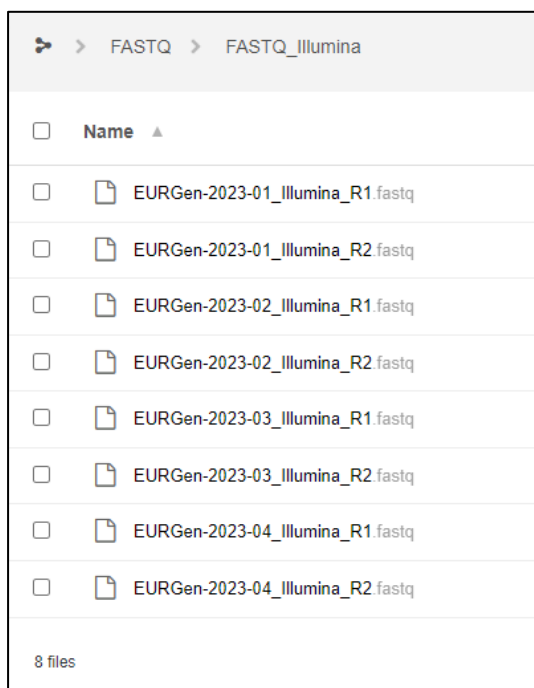 > FASTQ > FASTQ_Illumina
Name
EURGen-2023-01_Illumina_R1.fastq
EURGen-2023-01_Illumina_R2.fastq
EURGen-2023-02_Illumina_R1.fastq
EURGen-2023-02_Illumina_R2.fastq
EURGen-2023-03_Illumina_R1.fastq
EURGen-2023-03_Illumina_R2.fastq
EURGen-2023-04_Illumina_R1.fastq
EURGen-2023-04_Illumina_R2.fastq
8 files